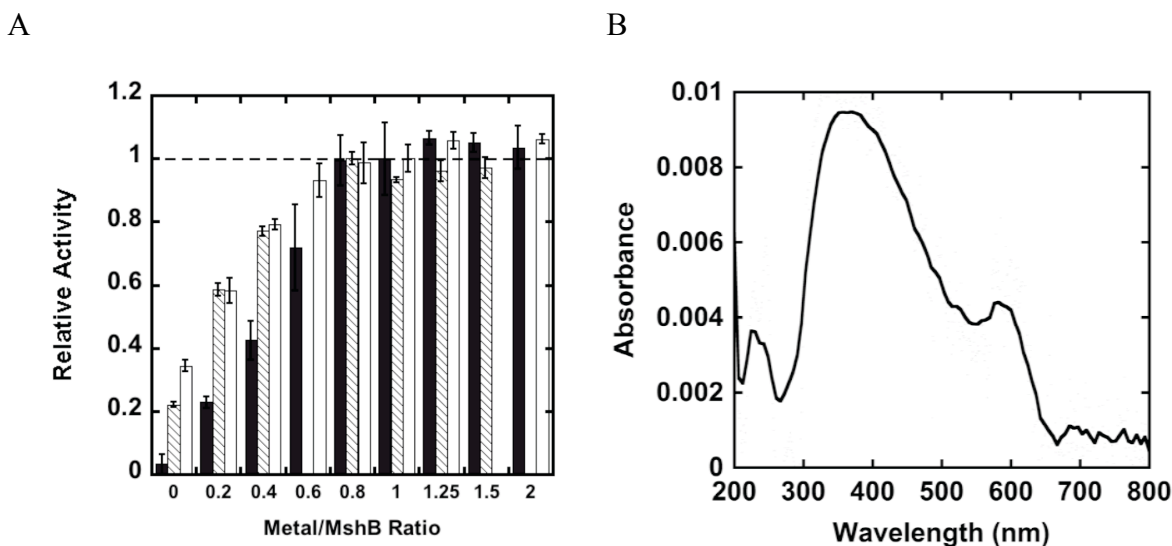 A
B
1.2
1
0.8
0.6
0.4
0.2
0
Relative Activity
0 0.2 0.4 0.6 0.8 1 1.25 1.5 2
Metal/MshB Ratio
0.01
0.008
0.006
0.004
0.002
0
Absorbance
200 300 400 500 600 700 800
Wavelength (nm)